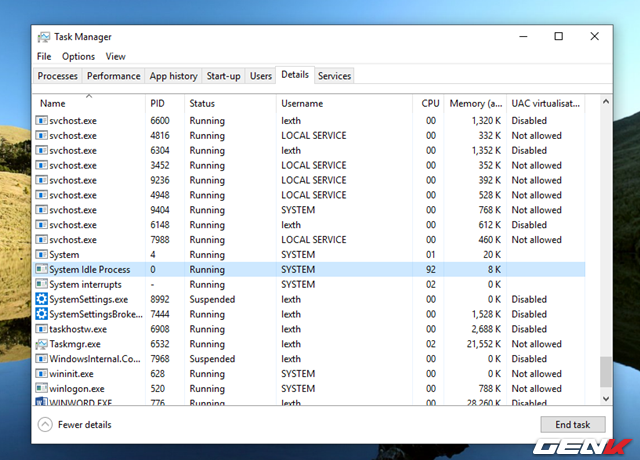 Task Manager
File Options View
Processes Performance App history Start-up Users Details Services
Name PID Status Username CPU Memory (a... UAC virtualisat...
svchost.exe 6600 Running lexth 00 1,320 K Disabled
svchost.exe 4816 Running LOCAL SERVICE 00 332 K Not allowed
svchost.exe 6304 Running lexth 00 1,352 K Disabled
svchost.exe 3452 Running LOCAL SERVICE 00 352 K Not allowed
svchost.exe 9236 Running LOCAL SERVICE 00 392 K Not allowed
svchost.exe 4948 Running LOCAL SERVICE 00 528 K Not allowed
svchost.exe 9404 Running SYSTEM 00 768 K Not allowed
svchost.exe 6148 Running lexth 00 612 K Disabled
svchost.exe 7988 Running LOCAL SERVICE 00 460 K Not allowed
System 4 Running SYSTEM 01 20 K
System Idle Process 0 Running SYSTEM 92 8 K
System interrupts - Running SYSTEM 02 0 K
SystemSettings.exe 8992 Suspended lexth 00 0 K Disabled
SystemSettingsBroke... 7444 Running lexth 00 1,528 K Disabled
taskhostw.exe 6908 Running lexth 00 2,688 K Disabled
Taskmgr.exe 6532 Running lexth 02 21,552 K Not allowed
WindowsInternal.Co... 7968 Suspended lexth 00 0 K Disabled
wininit.exe 628 Running SYSTEM 00 0 K Not allowed
winlogon.exe 520 Running SYSTEM 00 788 K Not allowed
WINWORD.EXE 776 Running lexth 00 28,260 K Disabled
Fewer details End task
GENK